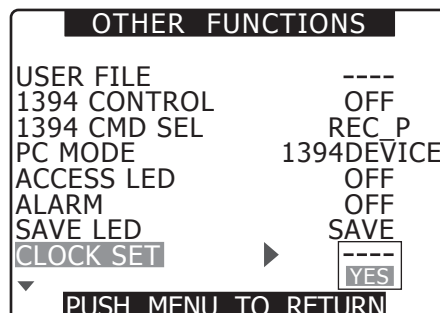 OTHER FUNCTIONS
USER FILE ----
1394 CONTROL OFF
1394 CMD SEL REC_P
PC MODE 1394DEVICE
ACCESS LED OFF
ALARM OFF
SAVE LED SAVE
CLOCK SET ----
YES
PUSH MENU TO RETURN